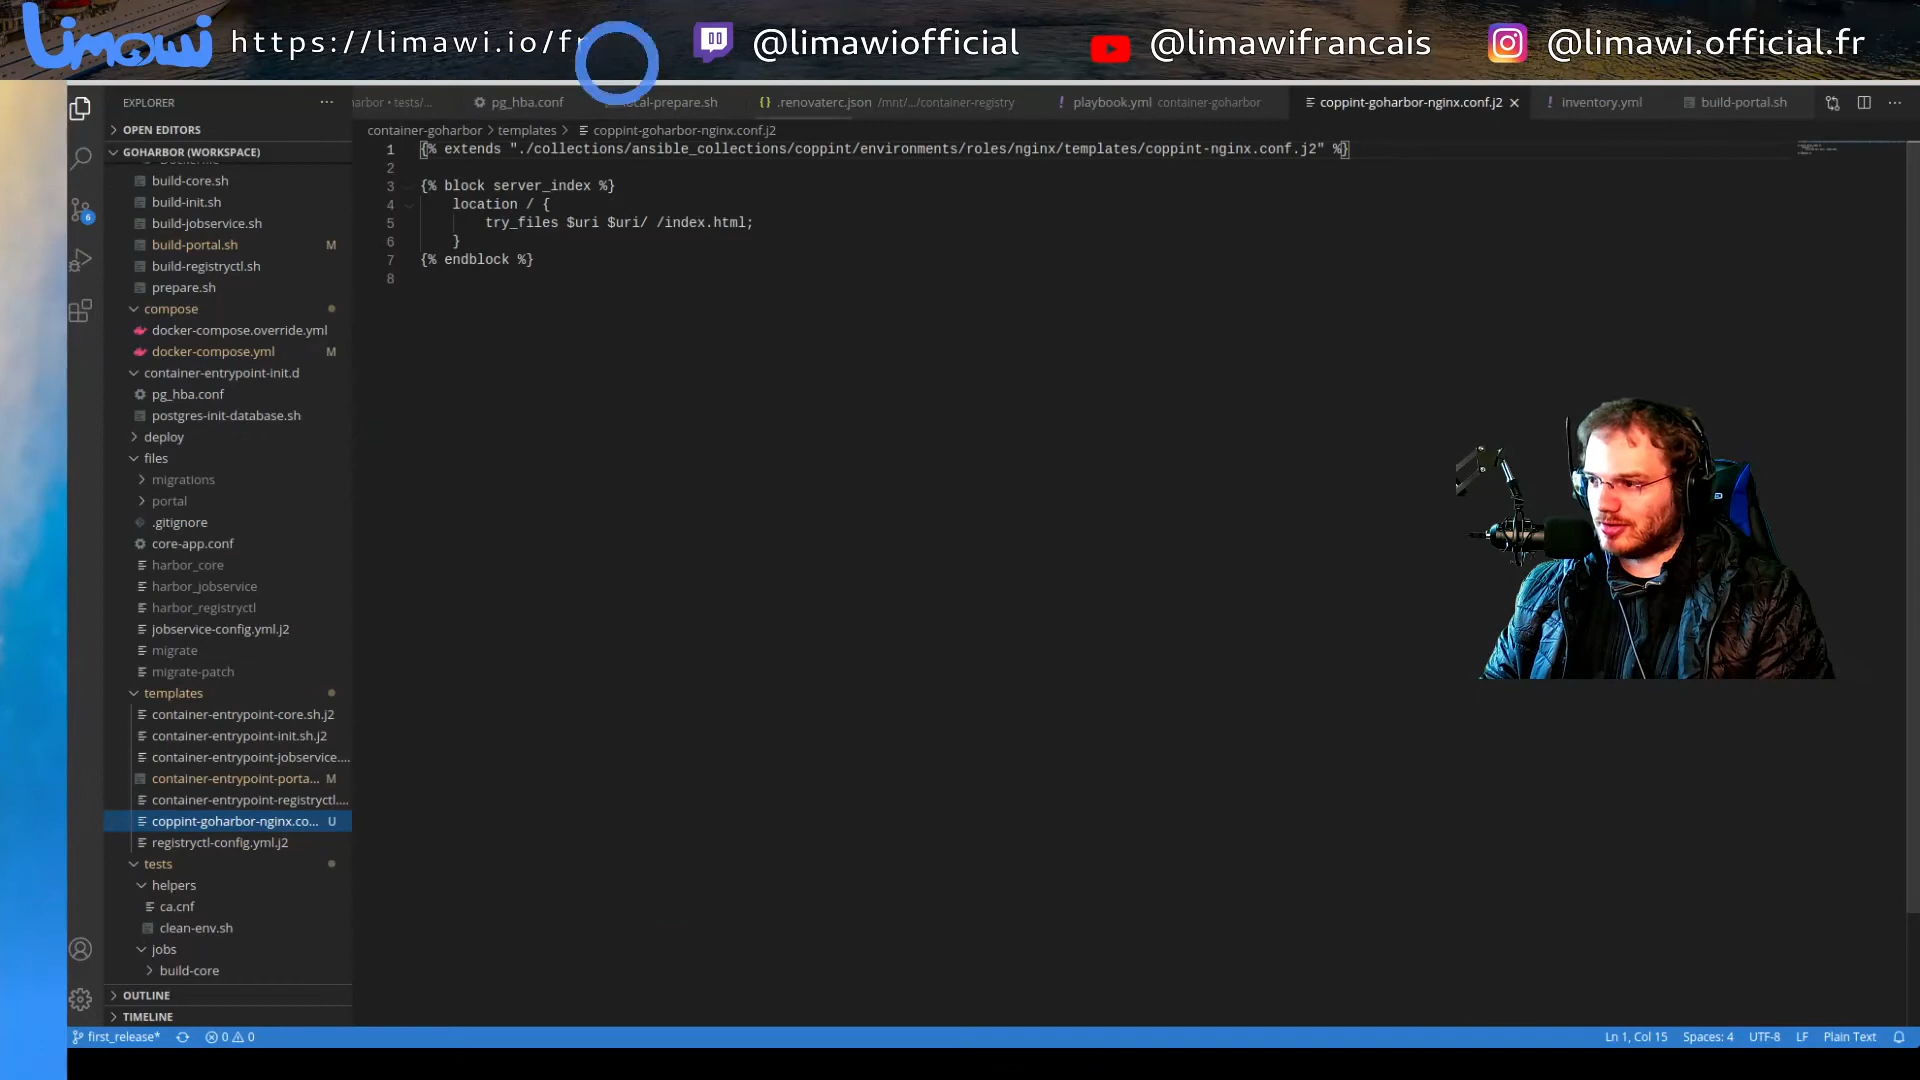 Limawi
https://limawi.io/fr
@limawiofficial
@limawifrancais
@limawi.official.fr
EXPLORER
arbor • tests/...
pg_hba.conf
cal-prepare.sh
.renovaterc.json /mnt/.../container-registry
playbook.yml container-goharbor
coppint-goharbor-nginx.conf.j2
inventory.yml
build-portal.sh
OPEN EDITORS
GOHARBOR (WORKSPACE)
build-core.sh
build-init.sh
build-jobservice.sh
build-portal.sh M
build-registryctl.sh
prepare.sh
compose
docker-compose.override.yml
docker-compose.yml M
container-entrypoint-init.d
pg_hba.conf
postgres-init-database.sh
deploy
files
migrations
portal
.gitignore
core-app.conf
harbor_core
harbor_jobservice
harbor_registryctl
jobservice-config.yml.j2
migrate
migrate-patch
templates
container-entrypoint-core.sh.j2
container-entrypoint-init.sh.j2
container-entrypoint-jobservice....
container-entrypoint-porta... M
container-entrypoint-registryctl....
coppint-goharbor-nginx.co... U
registryctl-config.yml.j2
tests
helpers
ca.cnf
clean-env.sh
jobs
build-core
OUTLINE
TIMELINE
6
container-goharbor > templates > coppint-goharbor-nginx.conf.j2
1 {% extends "./collections/ansible_collections/coppint/environments/roles/nginx/templates/coppint-nginx.conf.j2" %}
2
3 {% block server_index %}
4 location / {
5 try_files $uri $uri/ /index.html;
6 }
7 {% endblock %}
8
first_release* 0 0
Ln 1, Col 15 Spaces: 4 UTF-8 LF Plain Text